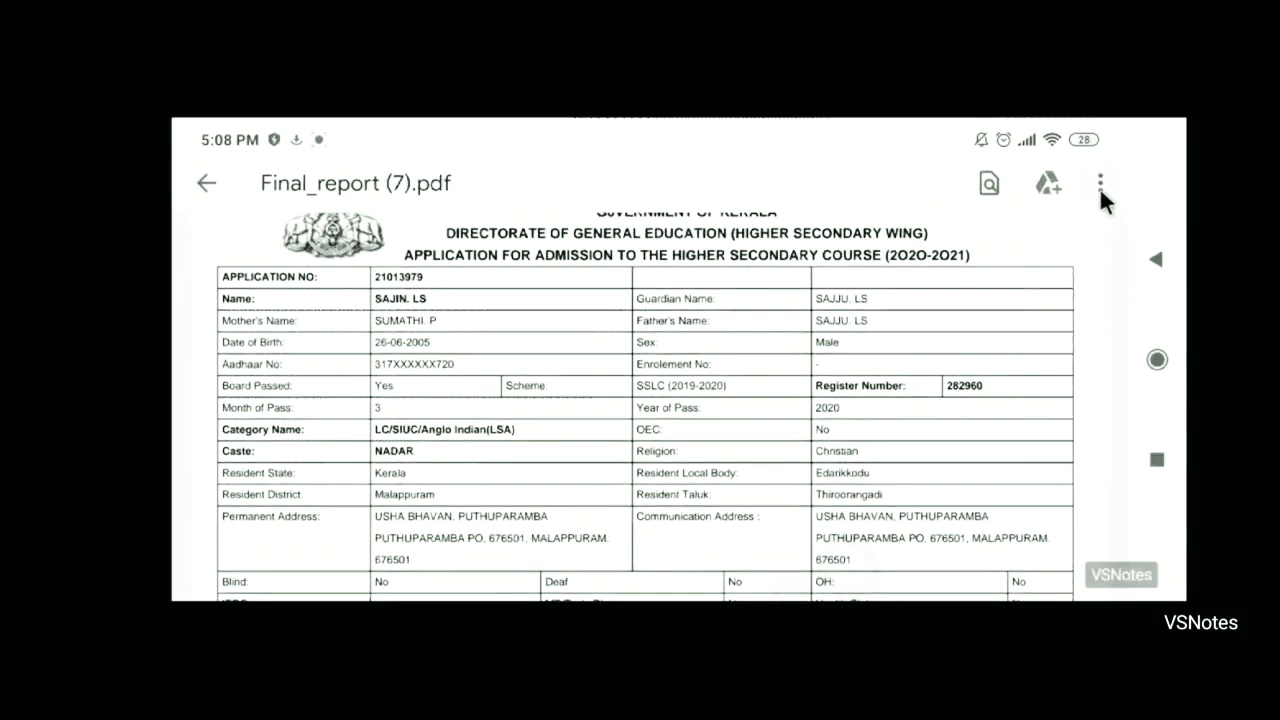 5:08 PM 28
Final_report (7).pdf
GOVERNMENT OF KERALA
DIRECTORATE OF GENERAL EDUCATION (HIGHER SECONDARY WING)
APPLICATION FOR ADMISSION TO THE HIGHER SECONDARY COURSE (2O2O-2O21)
APPLICATION NO: 21013979
Name: SAJIN. LS Guardian Name: SAJJU. LS
Mother's Name: SUMATHI. P Father's Name: SAJJU. LS
Date of Birth: 26-06-2005 Sex: Male
Aadhaar No: 317XXXXXX720 Enrolement No: -
Board Passed: Yes Scheme: SSLC (2019-2020) Register Number: 282960
Month of Pass: 3 Year of Pass: 2020
Category Name: LC/SIUC/Anglo Indian(LSA) OEC: No
Caste: NADAR Religion: Christian
Resident State: Kerala Resident Local Body: Edarikkodu
Resident District: Malappuram Resident Taluk: Thiroorangadi
Permanent Address: USHA BHAVAN, PUTHUPARAMBA Communication Address : USHA BHAVAN, PUTHUPARAMBA
PUTHUPARAMBA PO, 676501, MALAPPURAM. PUTHUPARAMBA PO, 676501, MALAPPURAM.
676501 676501
Blind: No Deaf No OH: No
VSNotes
VSNotes